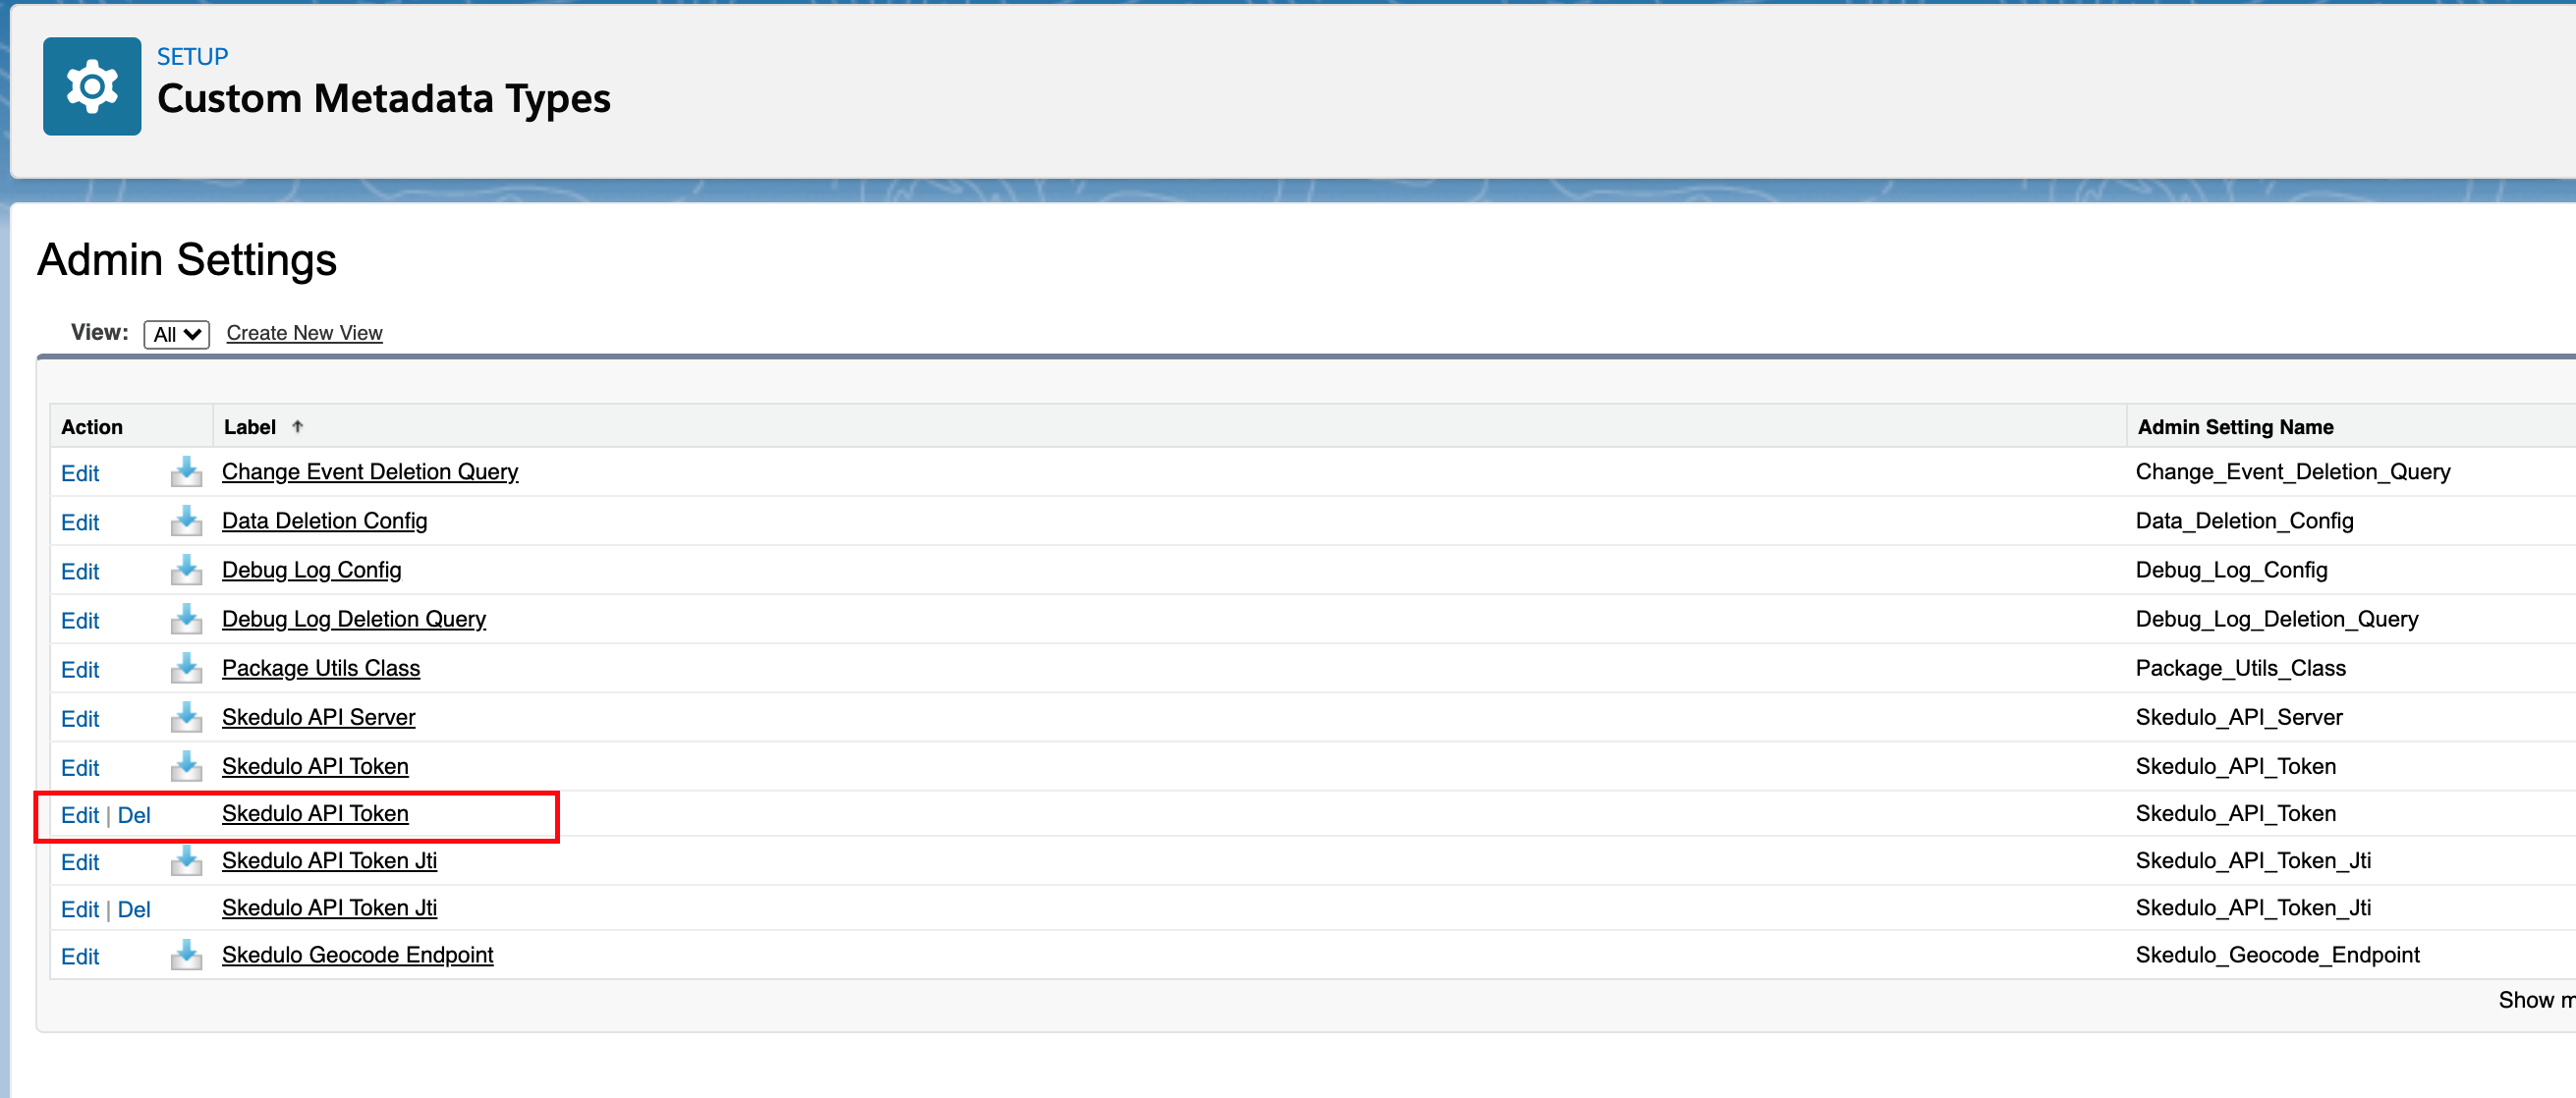 SETUP
Custom Metadata Types
Admin Settings
View: All Create New View
Action Label Admin Setting Name
Edit Change Event Deletion Query Change_Event_Deletion_Query
Edit Data Deletion Config Data_Deletion_Config
Edit Debug Log Config Debug_Log_Config
Edit Debug Log Deletion Query Debug_Log_Deletion_Query
Edit Package Utils Class Package_Utils_Class
Edit Skedulo API Server Skedulo_API_Server
Edit Skedulo API Token Skedulo_API_Token
Edit | Del Skedulo API Token Skedulo_API_Token
Edit Skedulo API Token Jti Skedulo_API_Token_Jti
Edit | Del Skedulo API Token Jti Skedulo_API_Token_Jti
Edit Skedulo Geocode Endpoint Skedulo_Geocode_Endpoint
Show